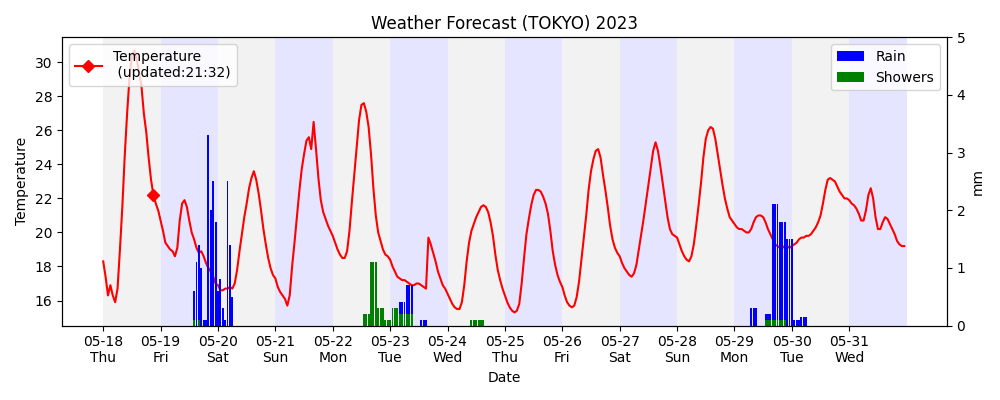 Weather Forecast (TOKYO) 2023
Temperature
(updated:21:32)
Rain
Showers
30
28
26
24
22
20
18
16
Temperature
5
4
3
2
1
0
mm
05-18 05-19 05-20 05-21 05-22 05-23 05-24 05-25 05-26 05-27 05-28 05-29 05-30 05-31
Thu Fri Sat Sun Mon Tue Wed Thu Fri Sat Sun Mon Tue Wed
Date